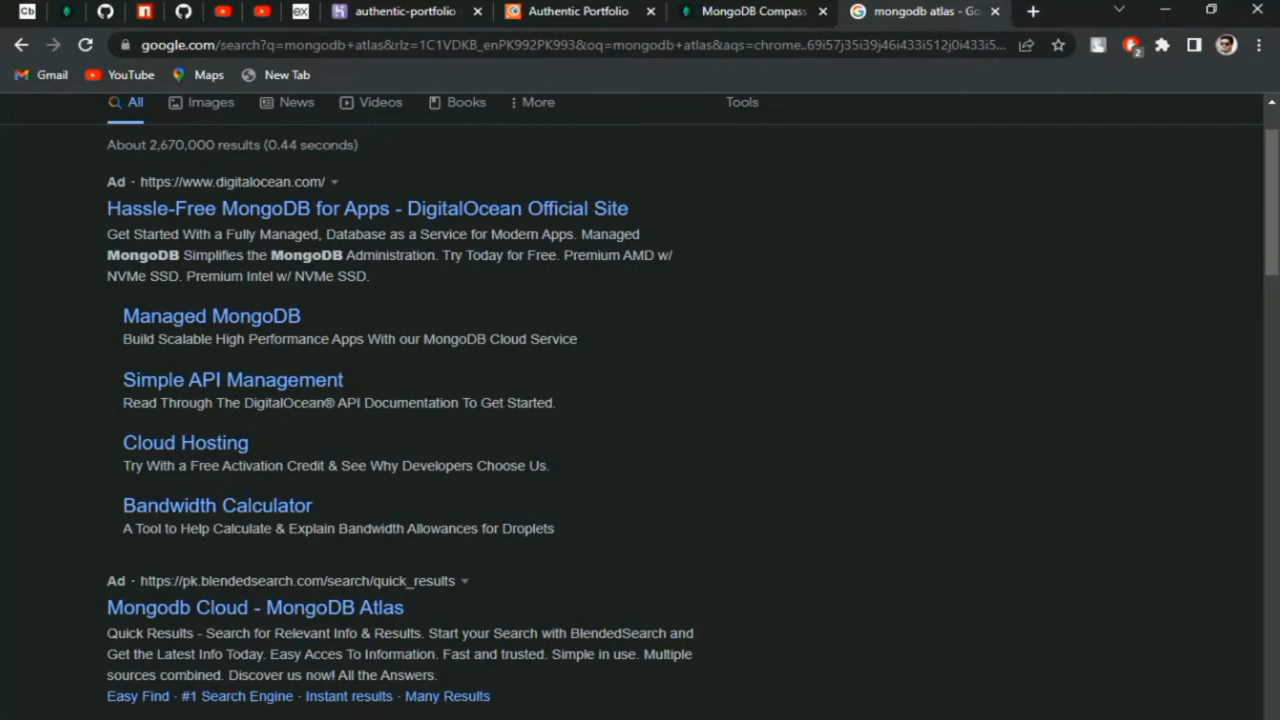 Cb
ex
authentic-portfolio
Authentic Portfolio
MongoDB Compass
mongodb atlas - Go
google.com/search?q=mongodb+atlas&rlz=1C1VDKB_enPK992PK993&oq=mongodb+atlas&aqs=chrome..69i57j35i39j46i433i512j0i433i5...
2
Gmail
YouTube
Maps
New Tab
All
Images
News
Videos
Books
More
Tools
About 2,670,000 results (0.44 seconds)
Ad · https://www.digitalocean.com/
Hassle-Free MongoDB for Apps - DigitalOcean Official Site
Get Started With a Fully Managed, Database as a Service for Modern Apps. Managed
MongoDB Simplifies the MongoDB Administration. Try Today for Free. Premium AMD w/
NVMe SSD. Premium Intel w/ NVMe SSD.
Managed MongoDB
Build Scalable High Performance Apps With our MongoDB Cloud Service
Simple API Management
Read Through The DigitalOcean® API Documentation To Get Started.
Cloud Hosting
Try With a Free Activation Credit & See Why Developers Choose Us.
Bandwidth Calculator
A Tool to Help Calculate & Explain Bandwidth Allowances for Droplets
Ad · https://pk.blendedsearch.com/search/quick_results
Mongodb Cloud - MongoDB Atlas
Quick Results - Search for Relevant Info & Results. Start your Search with BlendedSearch and
Get the Latest Info Today. Easy Acces To Information. Fast and trusted. Simple in use. Multiple
sources combined. Discover us now! All the Answers.
Easy Find · #1 Search Engine · Instant results · Many Results